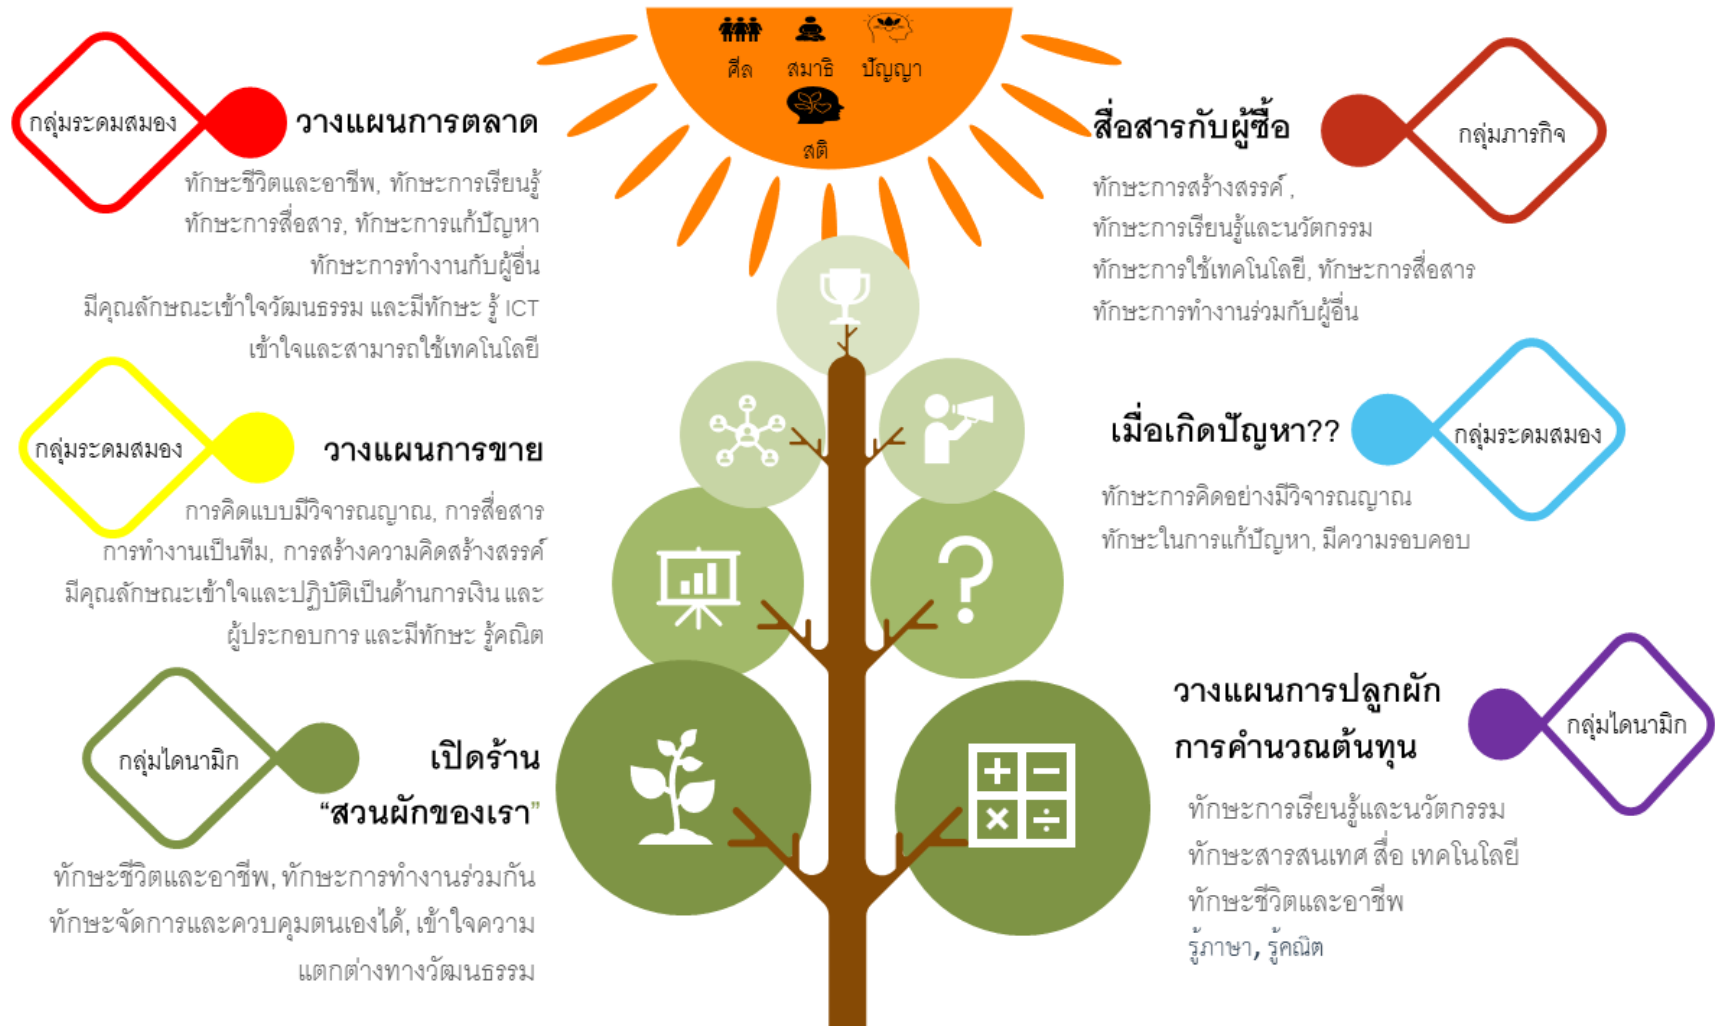 ศีล
สมาธิ
ปัญญา
สติ
กลุ่มระดมสมอง
วางแผนการตลาด
ทักษะชีวิตและอาชีพ, ทักษะการเรียนรู้
ทักษะการสื่อสาร, ทักษะการแก้ปัญหา
ทักษะการทำงานกับผู้อื่น
มีคุณลักษณะเข้าใจวัฒนธรรม และมีทักษะ รู้ ICT
เข้าใจและสามารถใช้เทคโนโลยี
กลุ่มระดมสมอง
วางแผนการขาย
การคิดแบบมีวิจารณญาณ, การสื่อสาร
การทำงานเป็นทีม, การสร้างความคิดสร้างสรรค์
มีคุณลักษณะเข้าใจและปฏิบัติเป็นด้านการเงิน และ
ผู้ประกอบการ และมีทักษะ รู้คณิต
กลุ่มไดนามิก
เปิดร้าน
“สวนผักของเรา”
ทักษะชีวิตและอาชีพ, ทักษะการทำงานร่วมกัน
ทักษะจัดการและควบคุมตนเองได้, เข้าใจความ
แตกต่างทางวัฒนธรรม
สื่อสารกับผู้ซื้อ
กลุ่มภารกิจ
ทักษะการสร้างสรรค์ ,
ทักษะการเรียนรู้และนวัตกรรม
ทักษะการใช้เทคโนโลยี, ทักษะการสื่อสาร
ทักษะการทำงานร่วมกับผู้อื่น
เมื่อเกิดปัญหา??
กลุ่มระดมสมอง
ทักษะการคิดอย่างมีวิจารณญาณ
ทักษะในการแก้ปัญหา, มีความรอบคอบ
วางแผนการปลูกผัก
การคำนวณต้นทุน
กลุ่มไดนามิก
ทักษะการเรียนรู้และนวัตกรรม
ทักษะสารสนเทศ สื่อ เทคโนโลยี
ทักษะชีวิตและอาชีพ
รู้ภาษา, รู้คณิต